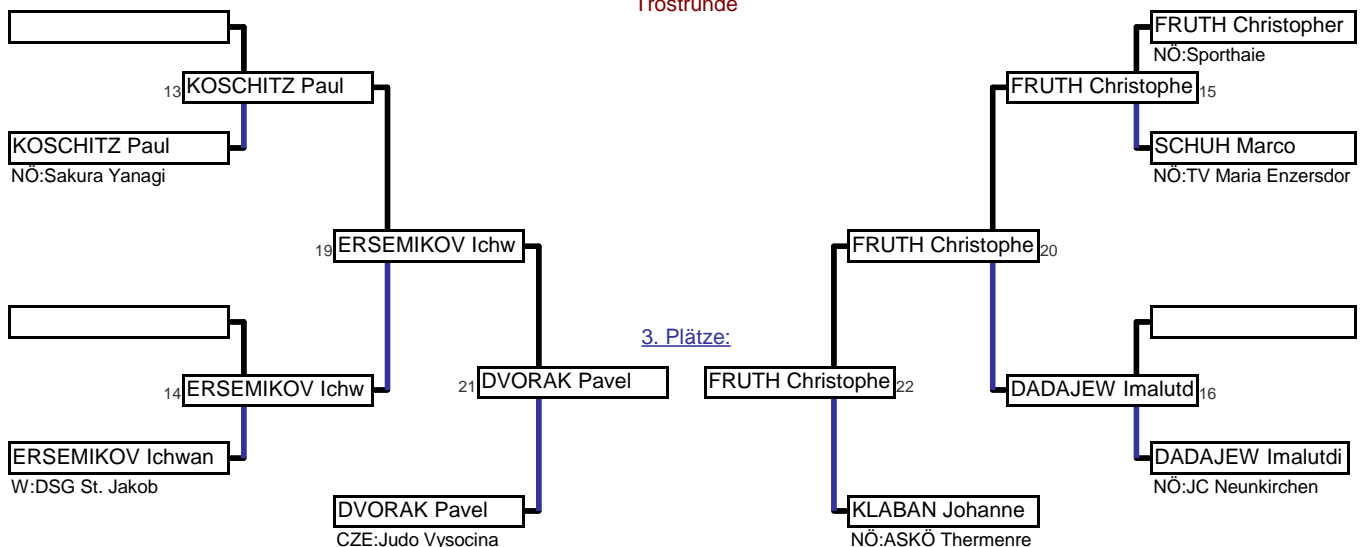 Trostrunde
FRUTH Christopher
NÖ:Sporthaie
13 KOSCHITZ Paul
FRUTH Christophe 15
KOSCHITZ Paul
NÖ:Sakura Yanagi
SCHUH Marco
NÖ:TV Maria Enzersdor
19 ERSEMIKOV Ichw
FRUTH Christophe 20
3. Plätze:
14 ERSEMIKOV Ichw
21 DVORAK Pavel
FRUTH Christophe 22
DADAJEW Imalutd 16
ERSEMIKOV Ichwan
W:DSG St. Jakob
DADAJEW Imalutdi
NÖ:JC Neunkirchen
DVORAK Pavel
CZE:Judo Vysocina
KLABAN Johanne
NÖ:ASKÖ Thermenre